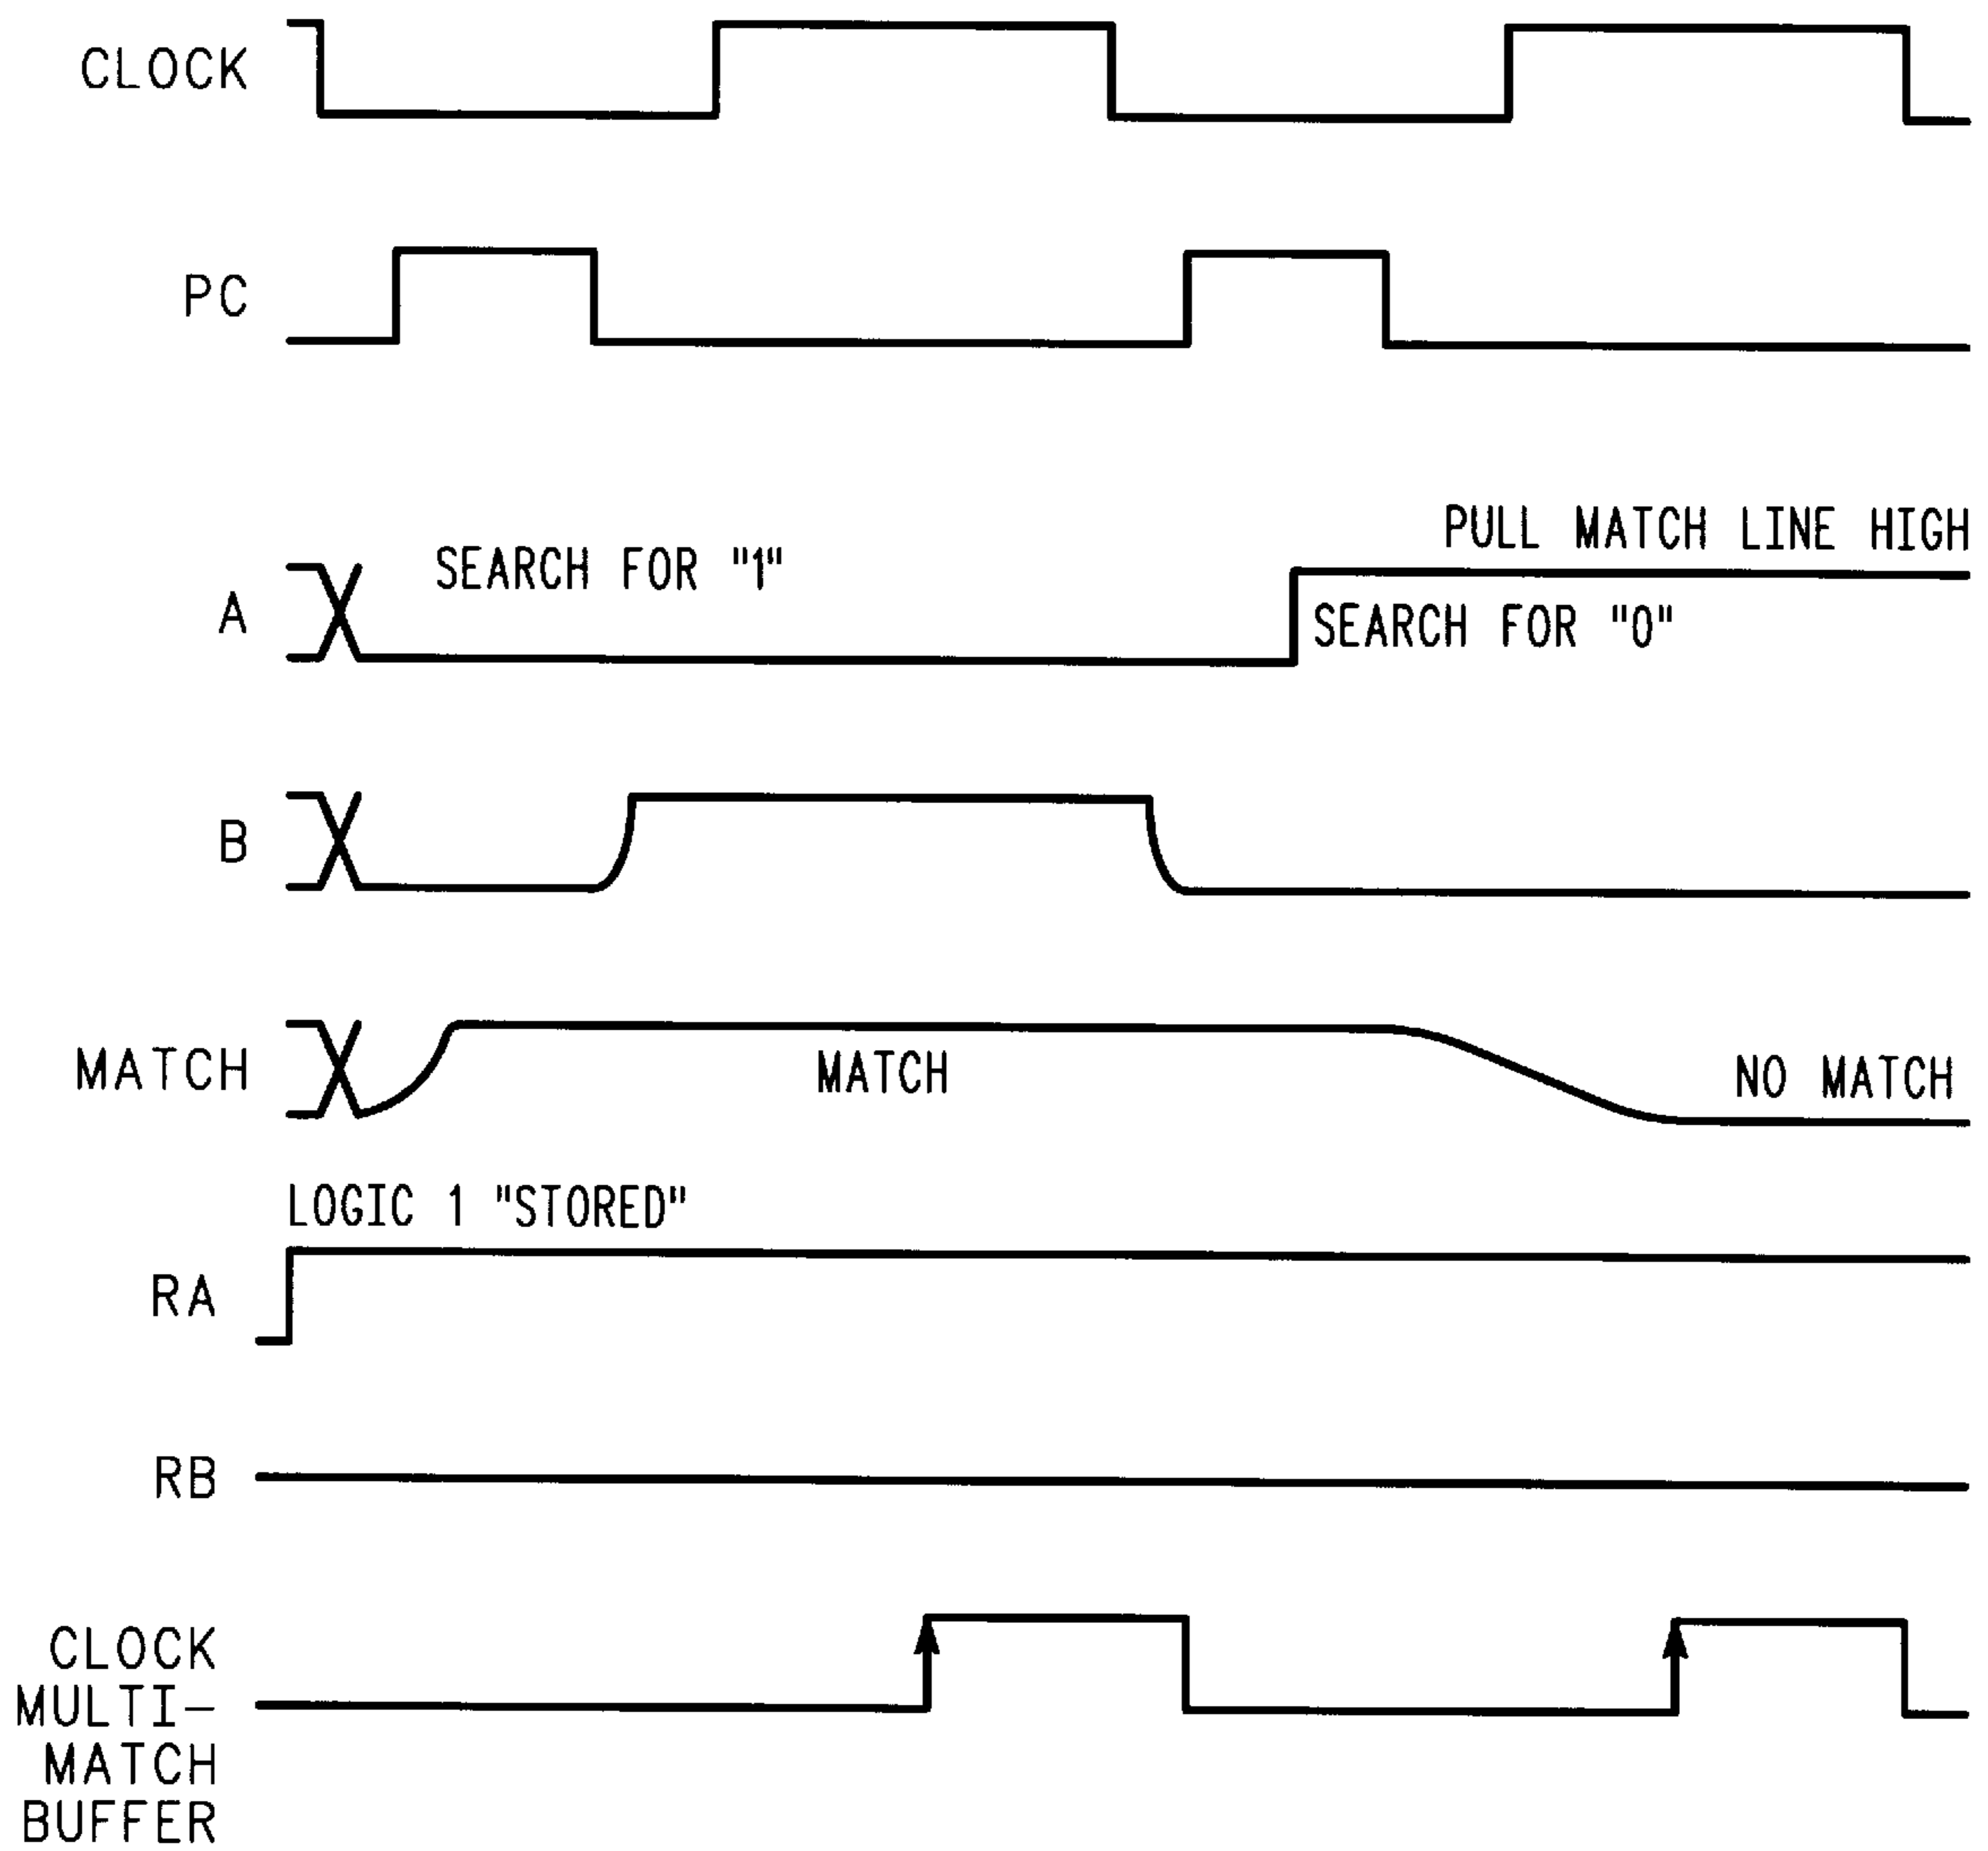 CLOCK
PC
PULL MATCH LINE HIGH
SEARCH FOR "1"
A
SEARCH FOR "0"
B
MATCH
MATCH
NO MATCH
LOGIC 1 "STORED"
RA
RB
CLOCK
MULTI-
MATCH
BUFFER